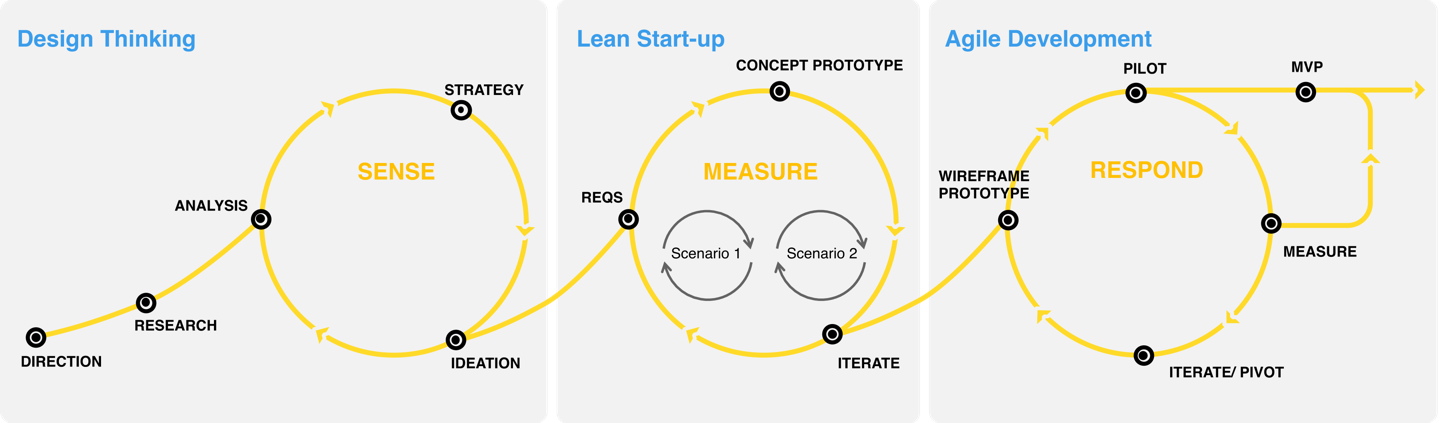 Design Thinking
STRATEGY
SENSE
ANALYSIS
RESEARCH
DIRECTION
IDEATION
Lean Start-up
CONCEPT PROTOTYPE
MEASURE
REQS
Scenario 1
Scenario 2
ITERATE
Agile Development
PILOT
MVP
RESPOND
WIREFRAME
PROTOTYPE
MEASURE
ITERATE/ PIVOT